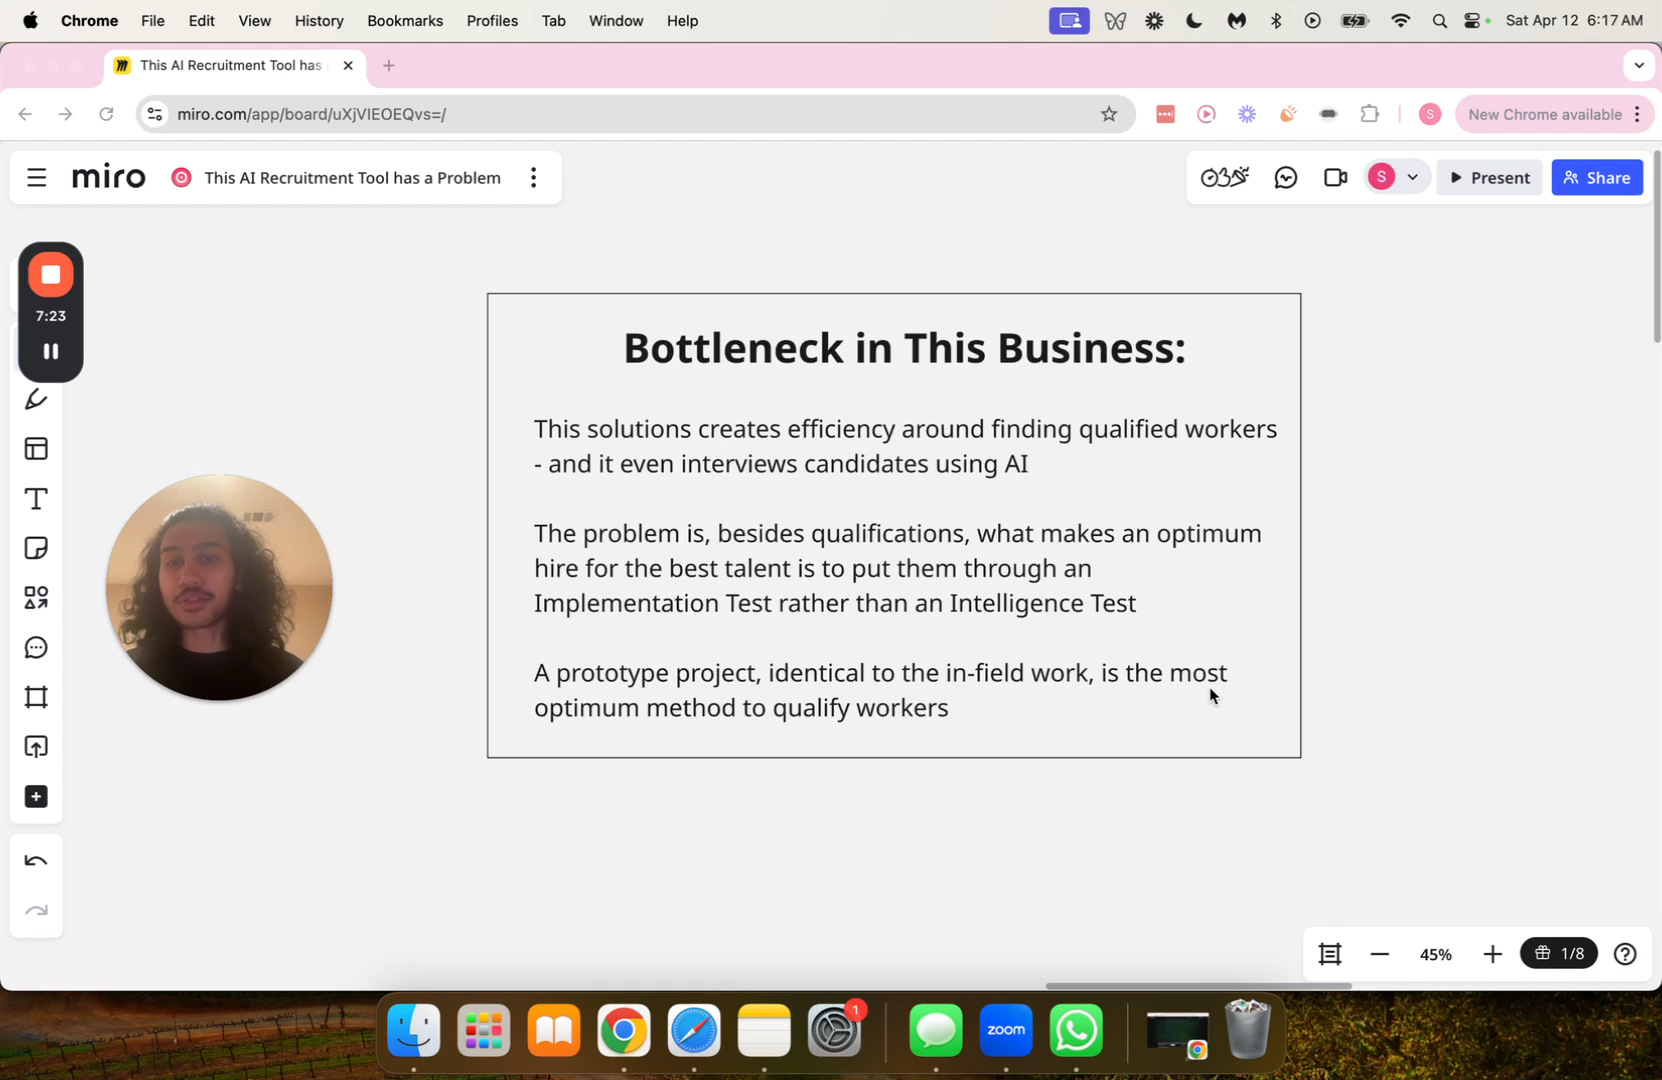 Chrome File Edit View History Bookmarks Profiles Tab Window Help Sat Apr 12 6:17 AM
This AI Recruitment Tool has
miro.com/app/board/uXjVIEOEQvs=/
S
New Chrome available
miro This AI Recruitment Tool has a Problem
S
Present
Share
7:23
Bottleneck in This Business:
This solutions creates efficiency around finding qualified workers
- and it even interviews candidates using AI
The problem is, besides qualifications, what makes an optimum
hire for the best talent is to put them through an
Implementation Test rather than an Intelligence Test
A prototype project, identical to the in-field work, is the most
optimum method to qualify workers
45%
1/8
1
zoom